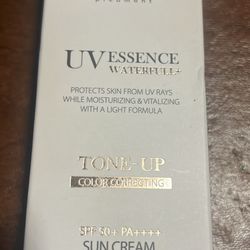 UV ESSENCE
WATERFULL+
PROTECTS SKIN FROM UV RAYS
WHILE MOISTURIZING & VITALIZING
WITH A LIGHT FORMULA
TONE-UP
COLOR CORRECTING
SPF 50+ PA++++
SUN CREAM